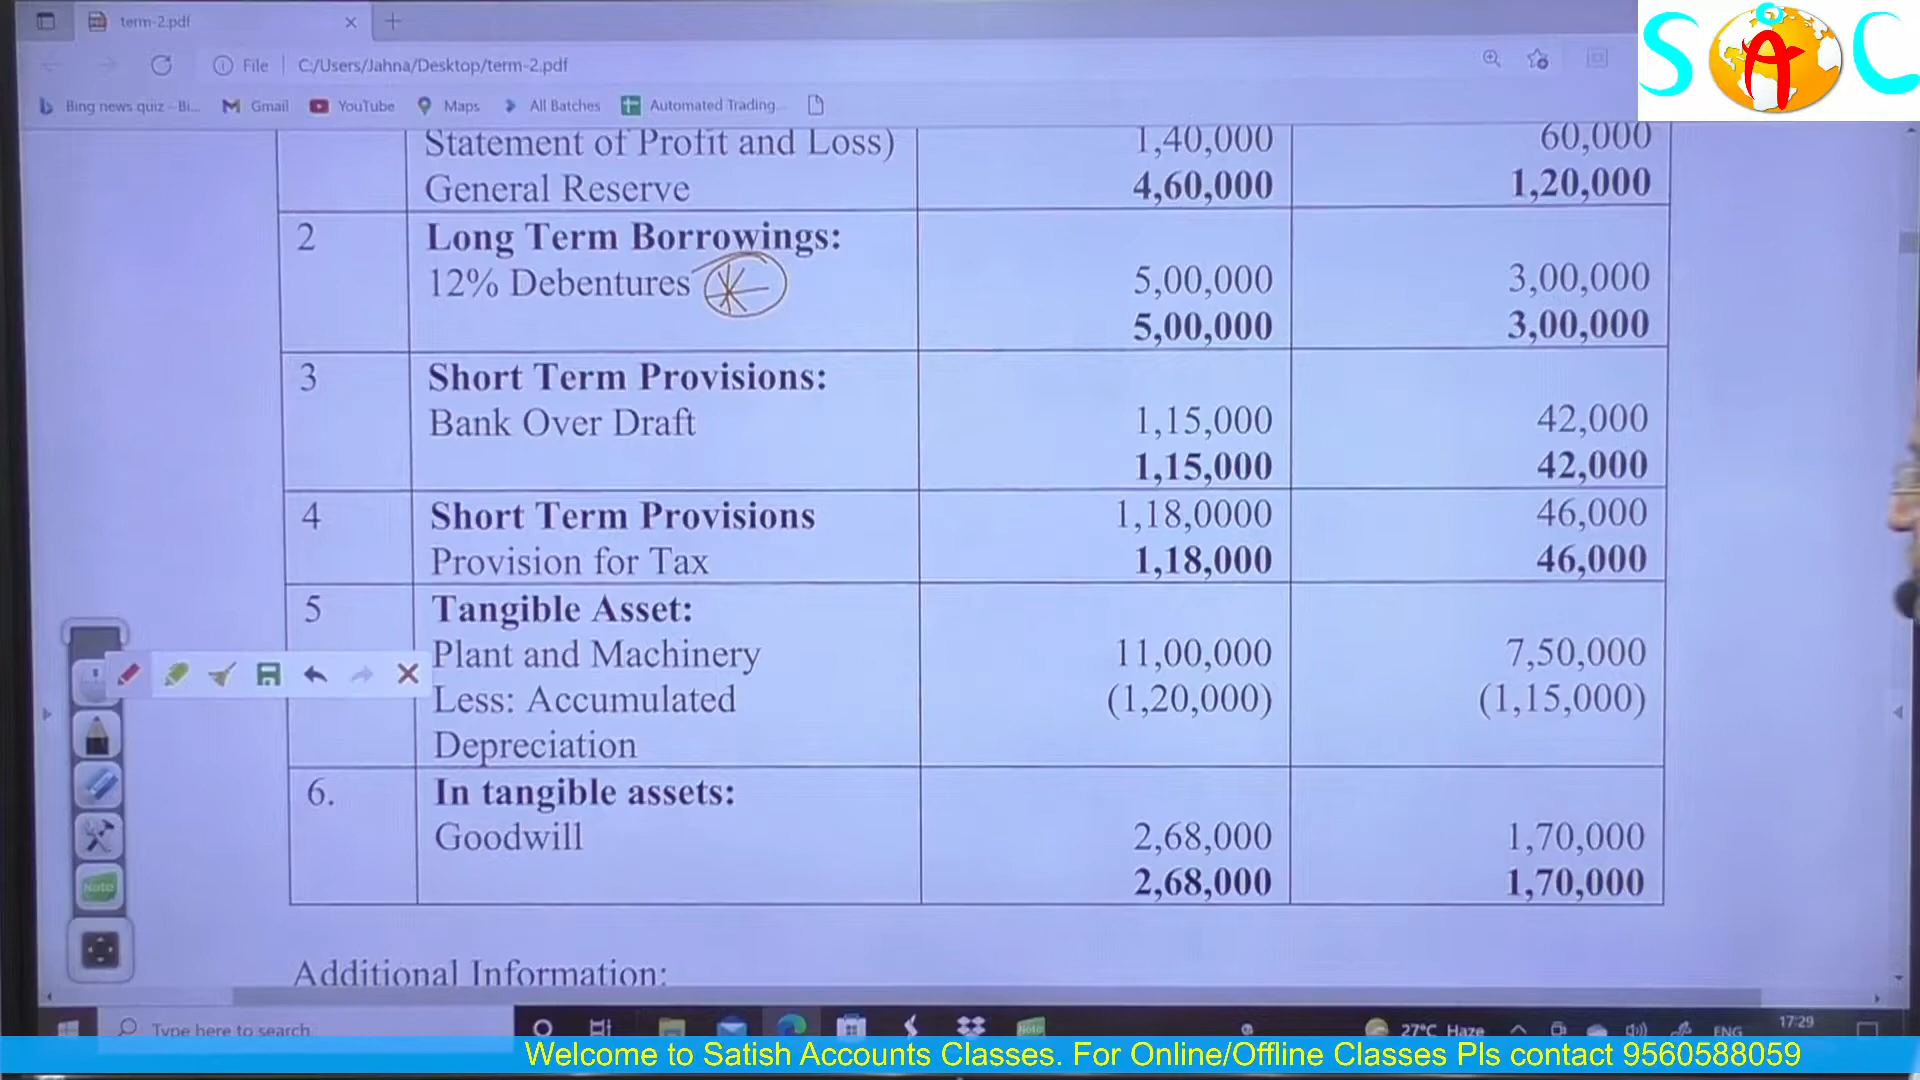 term-2.pdf
File
C:/Users/Jahna/Desktop/term-2.pdf
SAC
Bing news quiz - Bi...
Gmail
YouTube
Maps
All Batches
Automated Trading...
Statement of Profit and Loss) 1,40,000 60,000
General Reserve 4,60,000 1,20,000
2 Long Term Borrowings:
12% Debentures 5,00,000 3,00,000
5,00,000 3,00,000
3 Short Term Provisions:
Bank Over Draft 1,15,000 42,000
1,15,000 42,000
4 Short Term Provisions 1,18,0000 46,000
Provision for Tax 1,18,000 46,000
5 Tangible Asset:
Plant and Machinery 11,00,000 7,50,000
Less: Accumulated (1,20,000) (1,15,000)
Depreciation
6. In tangible assets:
Goodwill 2,68,000 1,70,000
2,68,000 1,70,000
Note
Additional Information:
Type here to search
Note
27°C Haze
ENG
17:29
Welcome to Satish Accounts Classes. For Online/Offline Classes Pls contact 9560588059